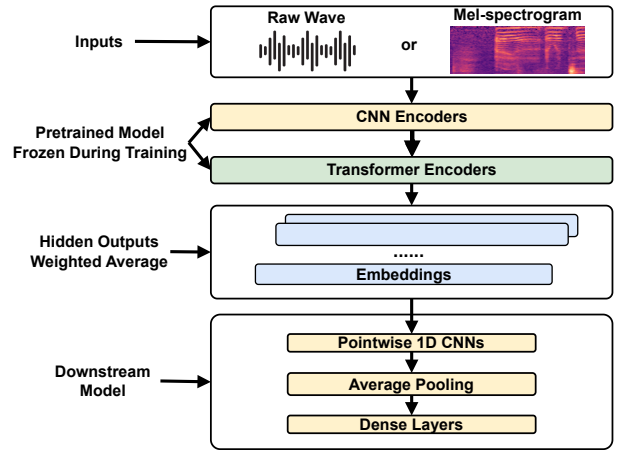 Inputs
Raw Wave
or
Mel-spectrogram
Pretrained Model
Frozen During Training
CNN Encoders
Transformer Encoders
Hidden Outputs
Weighted Average
......
Embeddings
Downstream
Model
Pointwise 1D CNNs
Average Pooling
Dense Layers